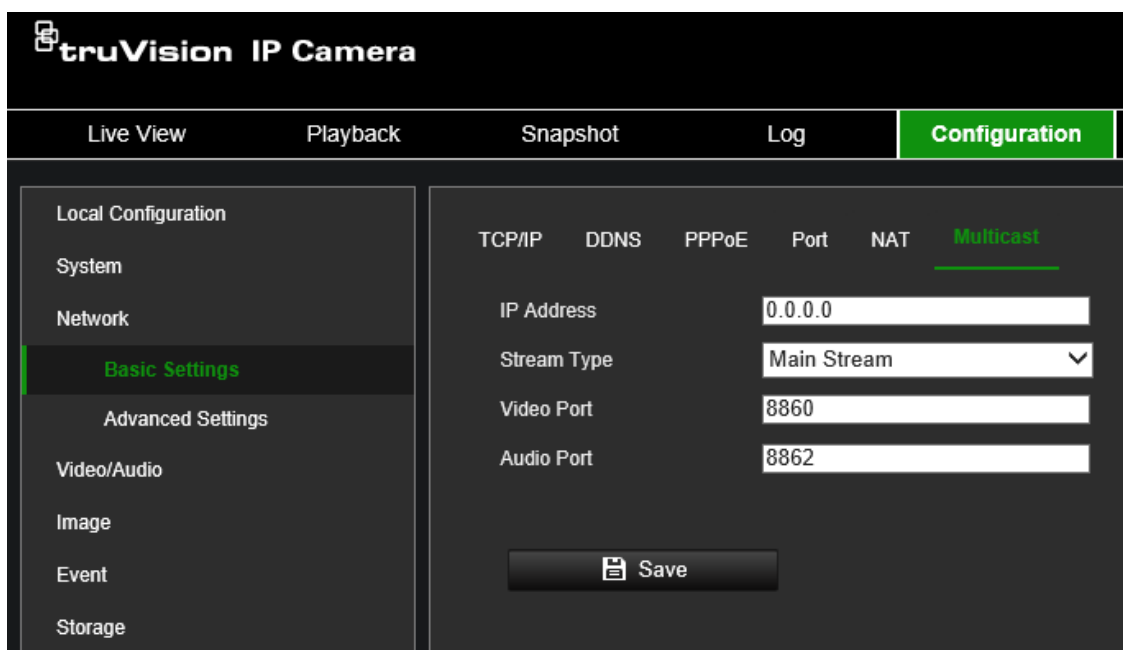 truVision IP Camera
Live View Playback Snapshot Log Configuration
Local Configuration
System
Network
Basic Settings
Advanced Settings
Video/Audio
Image
Event
Storage
TCP/IP DDNS PPPoE Port NAT Multicast
IP Address 0.0.0.0
Stream Type Main Stream
Video Port 8860
Audio Port 8862
Save